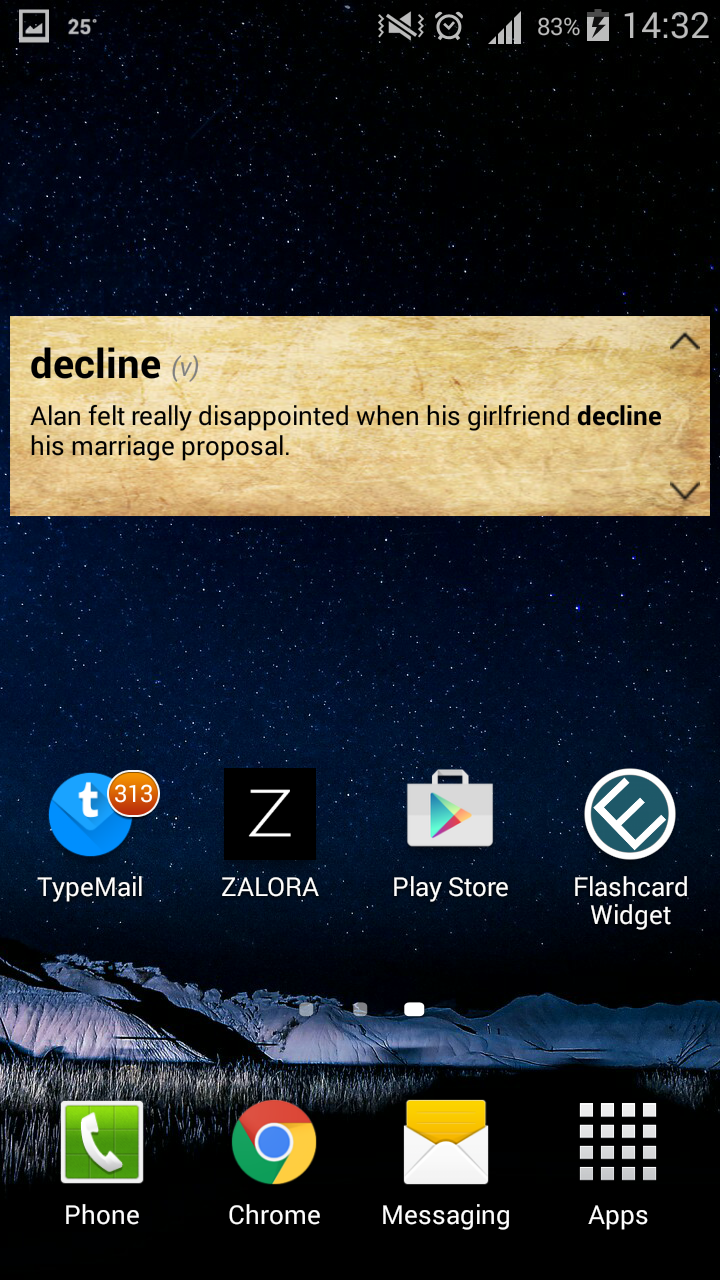 25°
83%
14:32
decline (v)
Alan felt really disappointed when his girlfriend decline
his marriage proposal.
t
313
Z
TypeMail
ZALORA
Play Store
Flashcard
Widget
Phone
Chrome
Messaging
Apps